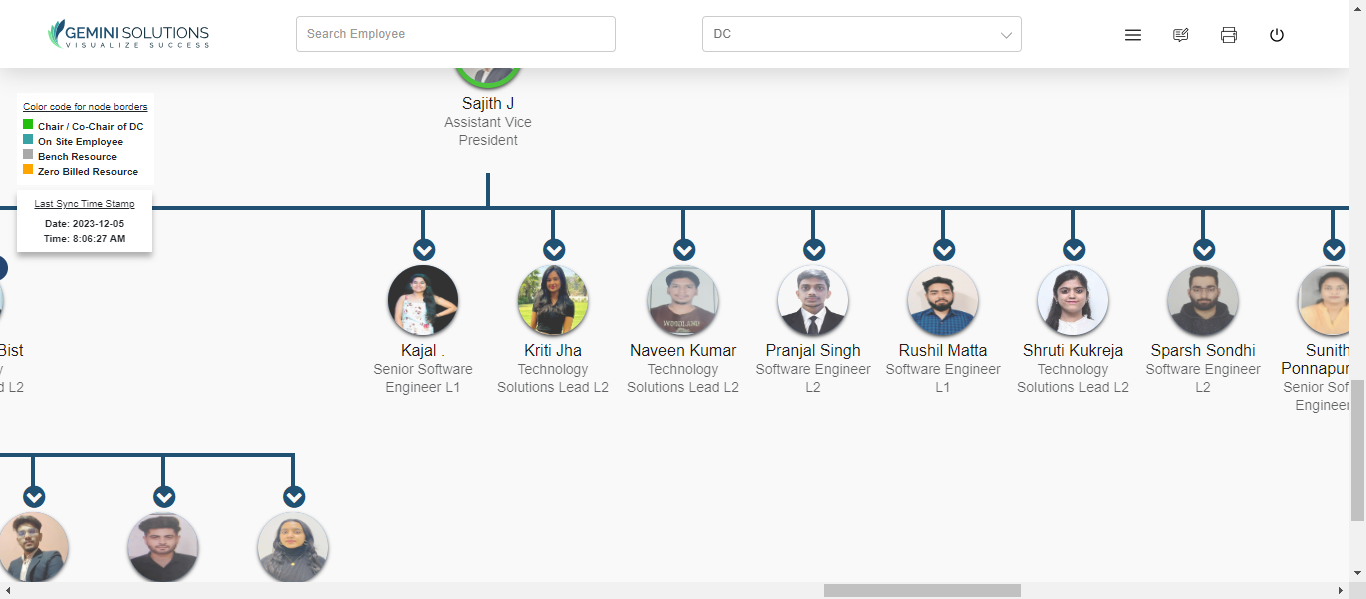 GEMINI SOLUTIONS
VISUALIZE SUCCESS
Search Employee
DC
Color code for node borders
Chair / Co-Chair of DC
On Site Employee
Bench Resource
Zero Billed Resource
Last Sync Time Stamp
Date: 2023-12-05
Time: 8:06:27 AM
Sajith J
Assistant Vice
President
Bist
y
d L2
Kajal .
Senior Software
Engineer L1
Kriti Jha
Technology
Solutions Lead L2
Naveen Kumar
Technology
Solutions Lead L2
Pranjal Singh
Software Engineer
L2
Rushil Matta
Software Engineer
L1
Shruti Kukreja
Technology
Solutions Lead L2
Sparsh Sondhi
Software Engineer
L2
Sunith
Ponnapur
Senior Sof
Engineer